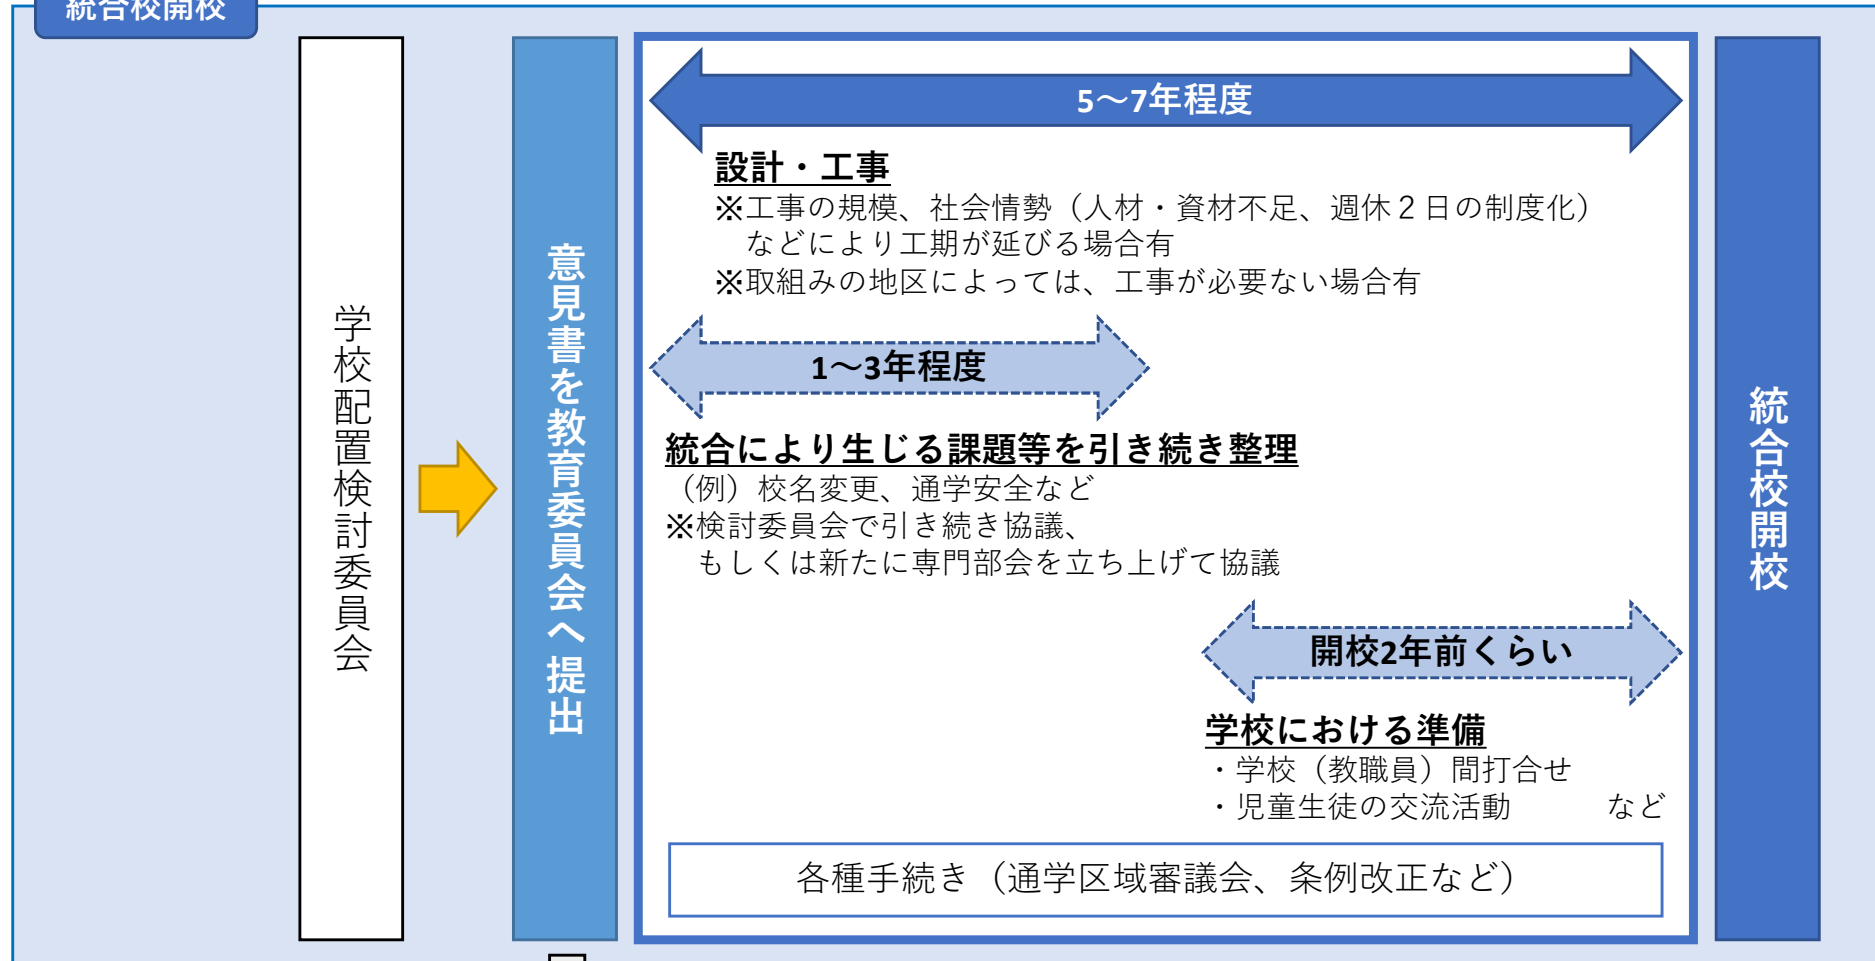 統合校開校
学校配置検討委員会
意見書を教育委員会へ提出
5～7年程度
設計・工事
※工事の規模、社会情勢（人材・資材不足、週休２日の制度化）
などにより工期が延びる場合有
※取組みの地区によっては、工事が必要ない場合有
1～3年程度
統合により生じる課題等を引き続き整理
（例）校名変更、通学安全など
※検討委員会で引き続き協議、
もしくは新たに専門部会を立ち上げて協議
開校2年前くらい
学校における準備
・学校（教職員）間打合せ
・児童生徒の交流活動　　　など
各種手続き（通学区域審議会、条例改正など）
統合校開校